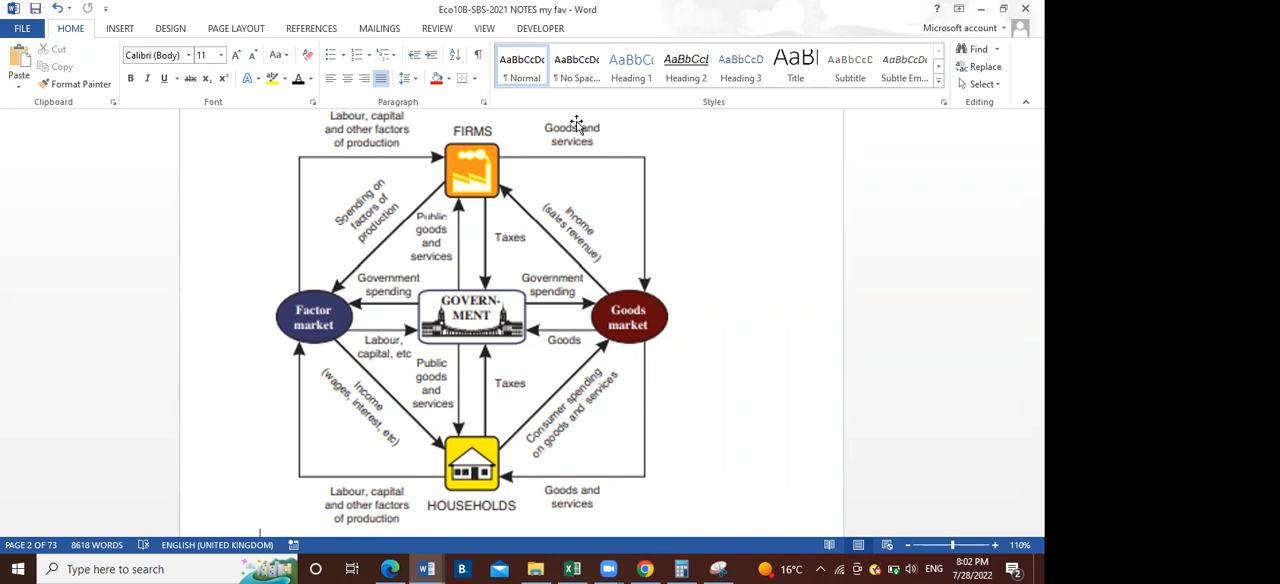 Eco10B-SBS-2021 NOTES my fav - Word
FILE HOME INSERT DESIGN PAGE LAYOUT REFERENCES MAILINGS REVIEW VIEW DEVELOPER Microsoft account
Paste
Cut
Copy
Format Painter
Clipboard
Calibri (Body) 11
Font
Paragraph
AaBbCcDc AaBbCcDc AaBbCc AaBbCcl AaBbCcD AaBl AaBbCcD AaBbCcDc
¶ Normal ¶ No Spac... Heading 1 Heading 2 Heading 3 Title Subtitle Subtle Em...
Styles
Find
Replace
Select
Editing
Labour, capital
and other factors
of production
FIRMS
Goods and
services
Spending on
factors of
production
Public
goods
and
services
Taxes
Income
(sales revenue)
Government
spending
Government
spending
Factor
market
GOVERN-
MENT
Goods
market
Labour,
capital, etc
Goods
Income
(wages, interest, etc)
Public
goods
and
services
Taxes
Consumer spending
on goods and services
Labour, capital
and other factors
of production
HOUSEHOLDS
Goods and
services
PAGE 2 OF 73 8618 WORDS ENGLISH (UNITED KINGDOM) 110%
Type here to search
16°C
ENG
8:02 PM
7/28/2022
2